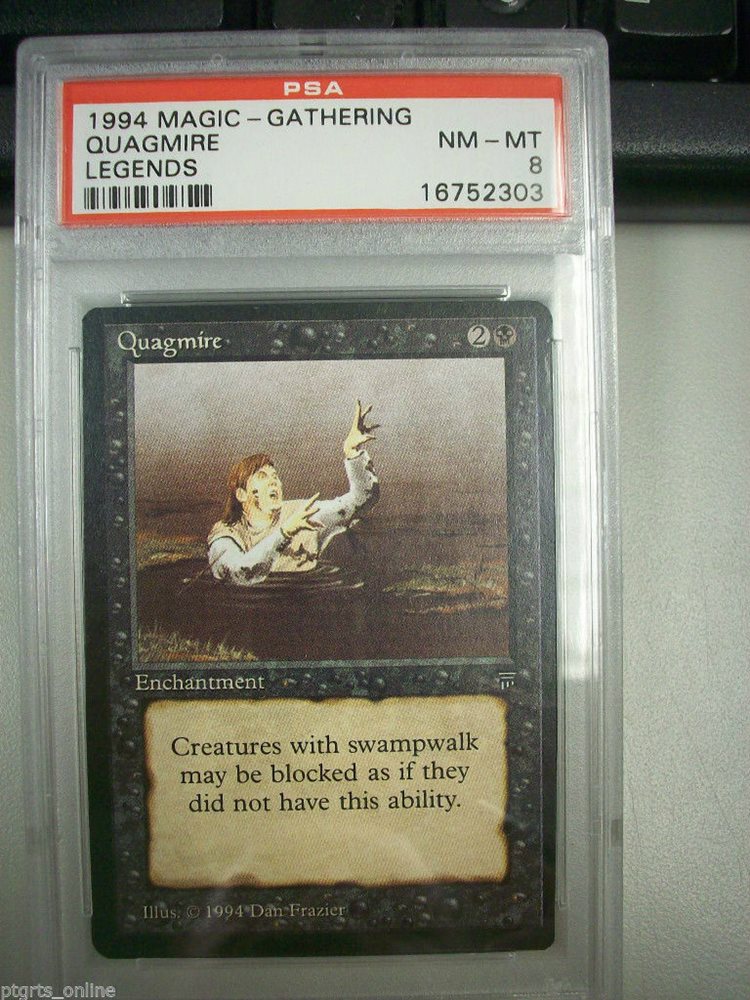 PSA
1994 MAGIC – GATHERING
QUAGMIRE NM – MT
LEGENDS 8
16752303
Quagmire 2
Enchantment
Creatures with swampwalk
may be blocked as if they
did not have this ability.
Illus. © 1994 Dan Frazier
ptgrts_online